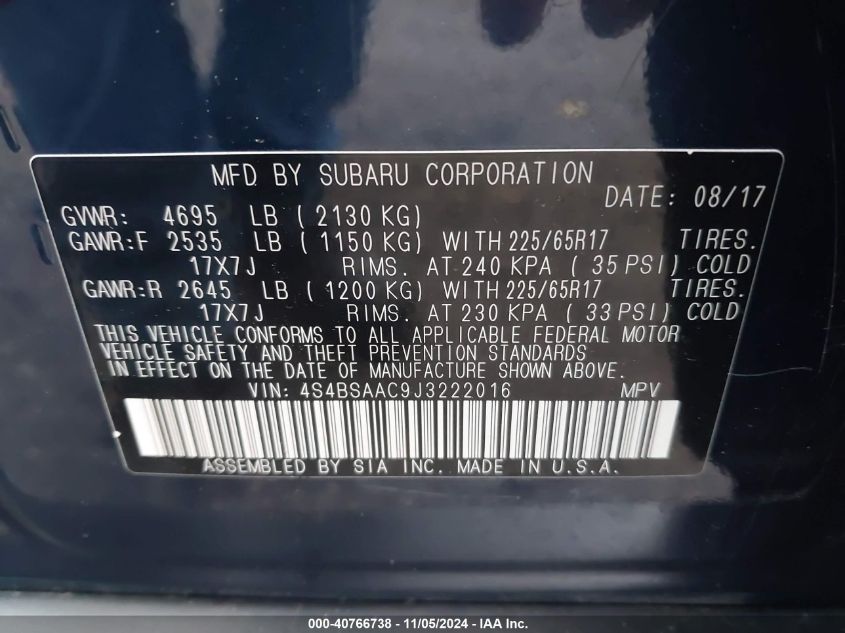 MFD. BY SUBARU CORPORATION
DATE: 08/17
GVWR: 4695 LB ( 2130 KG)
GAWR:F 2535 LB ( 1150 KG) WITH 225/65R17 TIRES.
17X7J RIMS. AT 240 KPA ( 35 PSI) COLD
GAWR:R 2645 LB ( 1200 KG) WITH 225/65R17 TIRES.
17X7J RIMS. AT 230 KPA ( 33 PSI) COLD
THIS VEHICLE CONFORMS TO ALL APPLICABLE FEDERAL MOTOR
VEHICLE SAFETY AND THEFT PREVENTION STANDARDS
IN EFFECT ON THE DATE OF MANUFACTURE SHOWN ABOVE.
VIN: 4S4BSAAC9J3222016 MPV
ASSEMBLED BY SIA INC. MADE IN U.S.A.
000-40766738 - 11/05/2024 - IAA Inc.